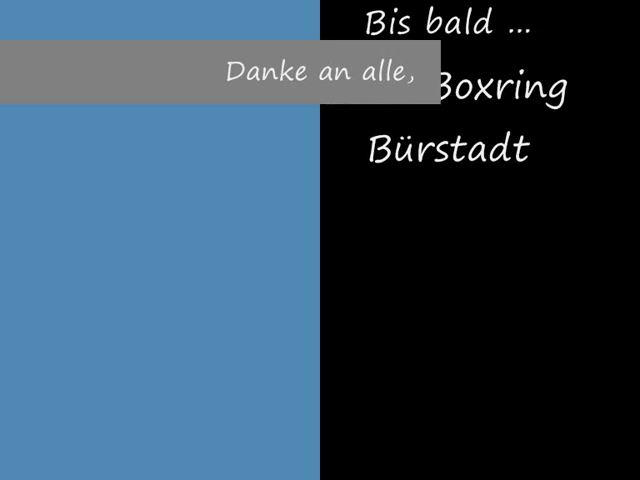 Bis bald ...
Danke an alle,
Boxring
Bürstadt